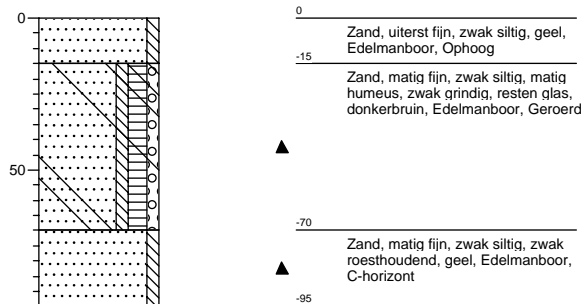 0
0
Zand, uiterst fijn, zwak siltig, geel,
Edelmanboor, Ophoog
-15
Zand, matig fijn, zwak siltig, matig
humeus, zwak grindig, resten glas,
donkerbruin, Edelmanboor, Geroerd
50
-70
Zand, matig fijn, zwak siltig, zwak
roesthoudend, geel, Edelmanboor,
C-horizont
-95